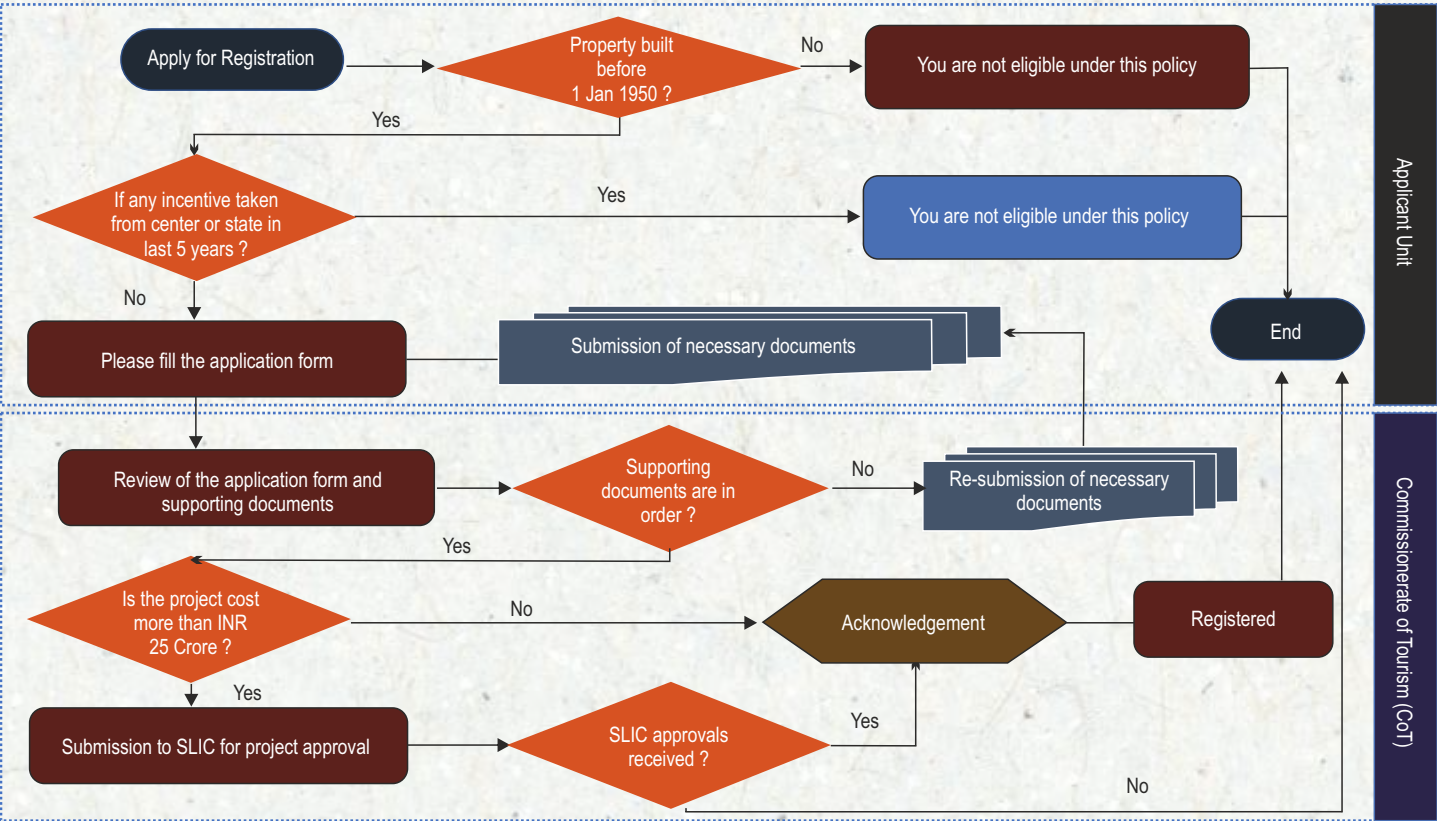 Apply for Registration
Property built
before
1 Jan 1950 ?
No
You are not eligible under this policy
Yes
If any incentive taken
from center or state in
last 5 years ?
Yes
You are not eligible under this policy
No
Please fill the application form
Submission of necessary documents
End
Applicant Unit
Review of the application form and
supporting documents
Supporting
documents are in
order ?
No
Re-submission of necessary
documents
Yes
Is the project cost
more than INR
25 Crore ?
No
Acknowledgement
Registered
Yes
Submission to SLIC for project approval
SLIC approvals
received ?
Yes
No
Commissionerate of Tourism (CoT)